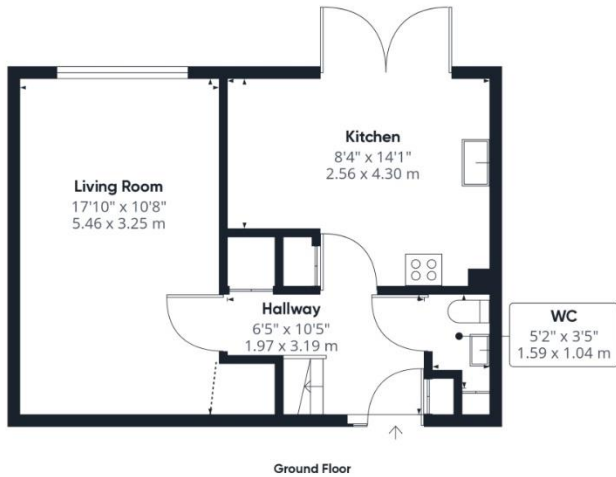 Kitchen
8'4" x 14'1"
2.56 x 4.30 m
Living Room
17'10" x 10'8"
5.46 x 3.25 m
Hallway
6'5" x 10'5"
1.97 x 3.19 m
WC
5'2" x 3'5"
1.59 x 1.04 m
Ground Floor